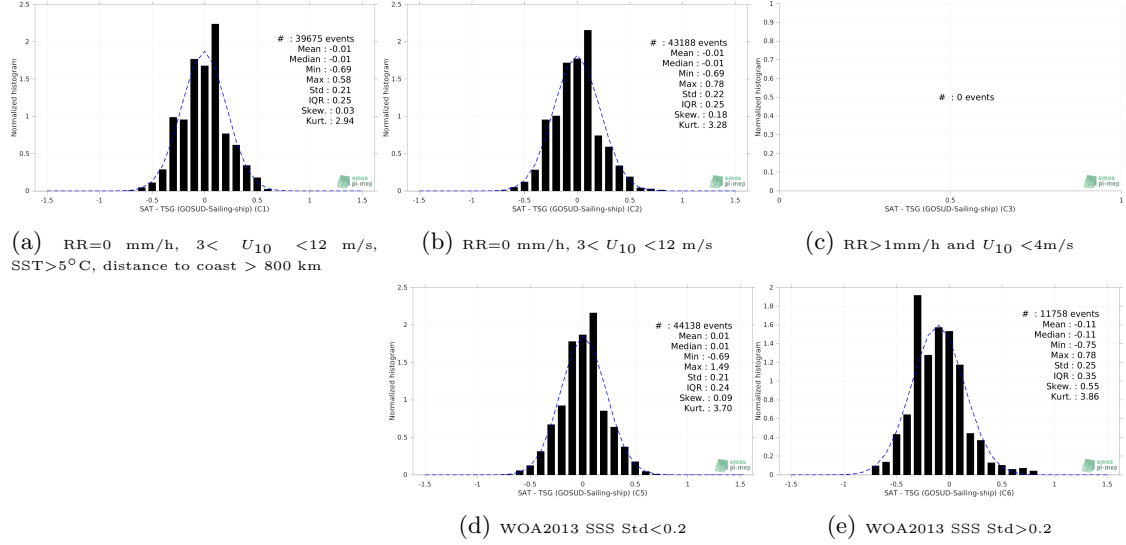 2.5
2
1.5
1
0.5
0
Normalized histogram
# : 39675 events
Mean : -0.01
Median : -0.01
Min : -0.69
Max : 0.58
Std : 0.21
IQR : 0.25
Skew. : 0.03
Kurt. : 2.94
smos
pi-mep
-1.5 -1 -0.5 0 0.5 1 1.5
SAT - TSG (GOSUD-Sailing-ship) (C1)
(a) RR=0 mm/h, 3< U10 <12 m/s,
SST>5°C, distance to coast > 800 km
2.5
2
1.5
1
0.5
0
Normalized histogram
# : 43188 events
Mean : -0.01
Median : -0.01
Min : -0.69
Max : 0.78
Std : 0.22
IQR : 0.25
Skew. : 0.18
Kurt. : 3.28
smos
pi-mep
-1.5 -1 -0.5 0 0.5 1 1.5
SAT - TSG (GOSUD-Sailing-ship) (C2)
(b) RR=0 mm/h, 3< U10 <12 m/s
1
0.9
0.8
0.7
0.6
0.5
0.4
0.3
0.2
0.1
0
Normalized histogram
# : 0 events
smos
pi-mep
0 0.5 1
SAT - TSG (GOSUD-Sailing-ship) (C3)
(c) RR>1mm/h and U10 <4m/s
2.5
2
1.5
1
0.5
0
Normalized histogram
# : 44138 events
Mean : 0.01
Median : 0.01
Min : -0.69
Max : 1.49
Std : 0.21
IQR : 0.24
Skew. : 0.09
Kurt. : 3.70
smos
pi-mep
-1.5 -1 -0.5 0 0.5 1 1.5
SAT - TSG (GOSUD-Sailing-ship) (C5)
(d) WOA2013 SSS Std<0.2
2
1.8
1.6
1.4
1.2
1
0.8
0.6
0.4
0.2
0
Normalized histogram
# : 11758 events
Mean : -0.11
Median : -0.11
Min : -0.75
Max : 0.78
Std : 0.25
IQR : 0.35
Skew. : 0.55
Kurt. : 3.86
smos
pi-mep
-1.5 -1 -0.5 0 0.5 1 1.5
SAT - TSG (GOSUD-Sailing-ship) (C6)
(e) WOA2013 SSS Std>0.2